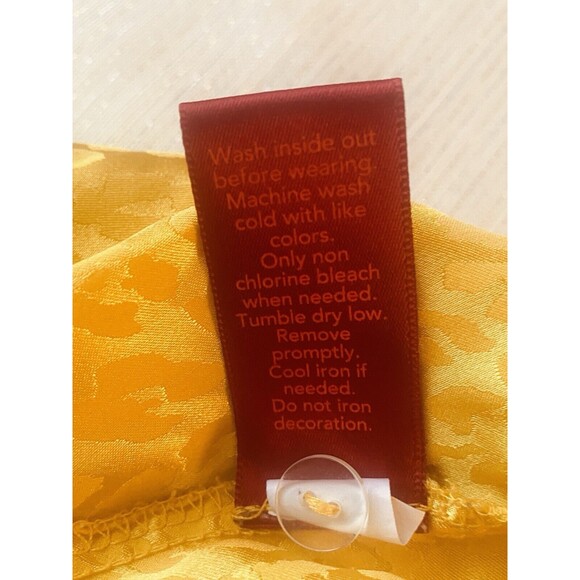 Wash inside out
before wearing.
Machine wash
cold with like
colors.
Only non
chlorine bleach
when needed.
Tumble dry low.
Remove
promptly.
Cool iron if
needed.
Do not iron
decoration.